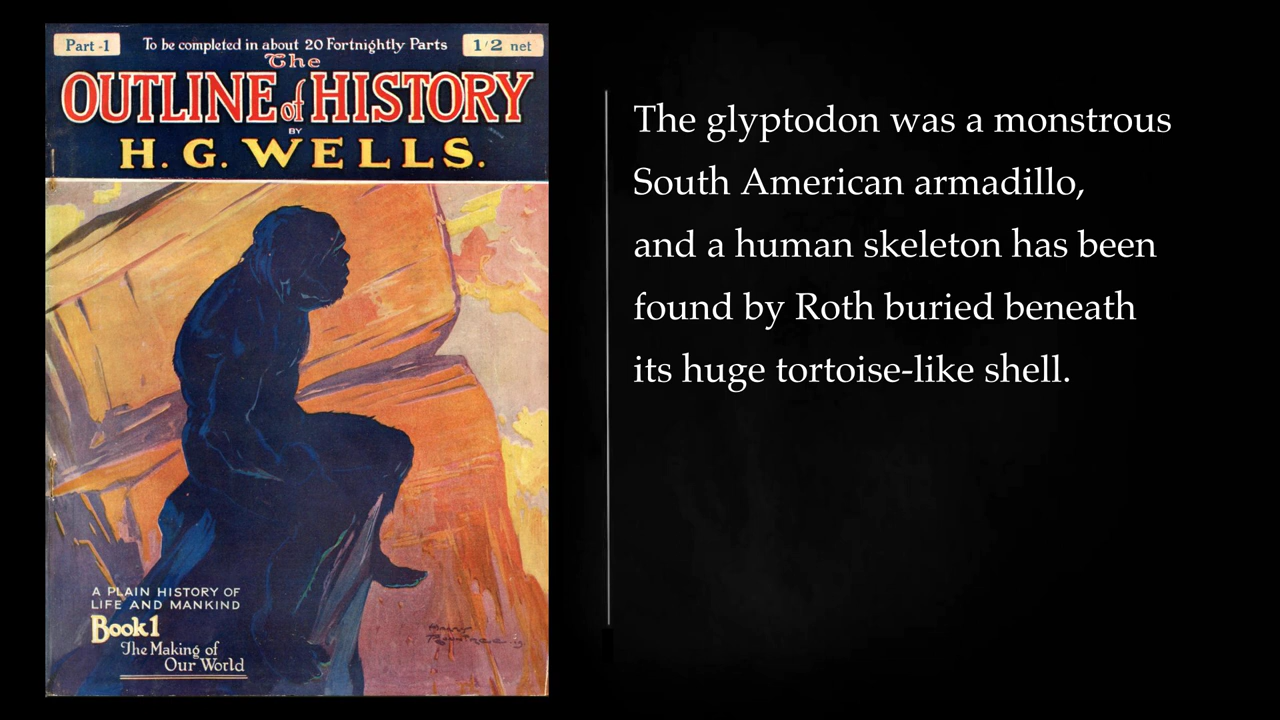 Part -1
To be completed in about 20 Fortnightly Parts
1/2 net
The
OUTLINE of HISTORY
BY
H. G. WELLS.
A PLAIN HISTORY OF
LIFE AND MANKIND
Book 1
The Making of
Our World
The glyptodon was a monstrous
South American armadillo,
and a human skeleton has been
found by Roth buried beneath
its huge tortoise-like shell.